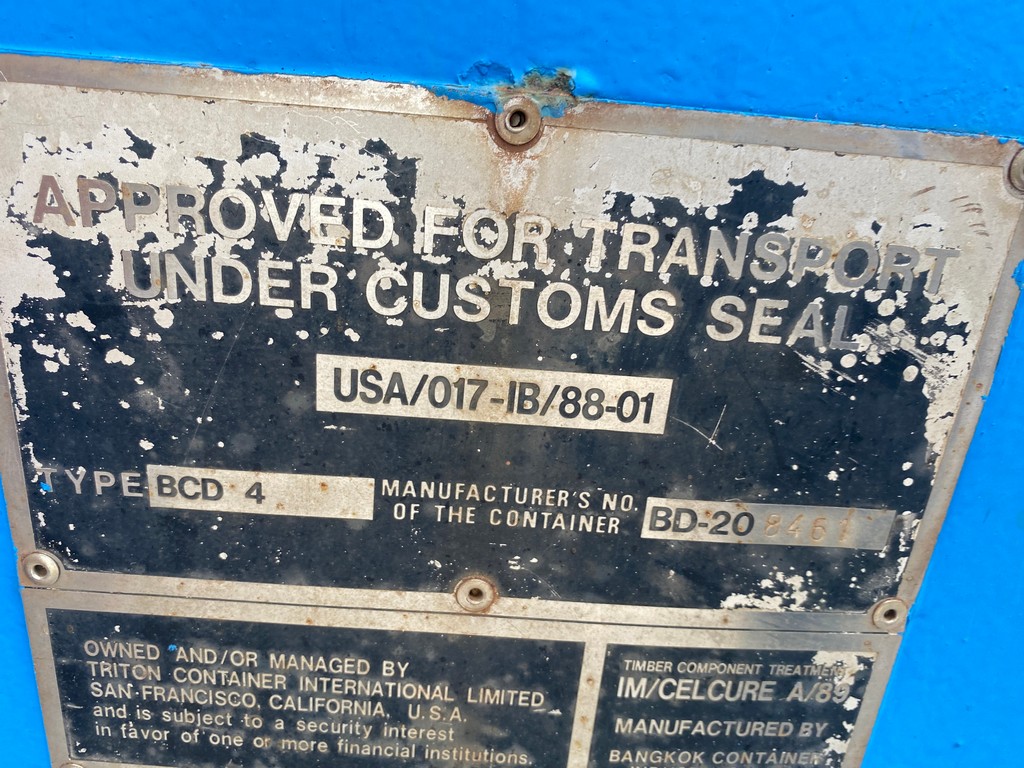 APPROVED FOR TRANSPORT
UNDER CUSTOMS SEAL
USA/017-IB/88-01
TYPE BCD 4
MANUFACTURER'S NO.
OF THE CONTAINER
BD-20 8461
OWNED AND/OR MANAGED BY
TRITON CONTAINER INTERNATIONAL LIMITED
SAN FRANCISCO, CALIFORNIA, U.S.A.
and is subject to a security interest
in favor of one or more financial institutions.
TIMBER COMPONENT TREATMENT
IM/CELCURE A/89
MANUFACTURED BY
BANGKOK CONTAINER